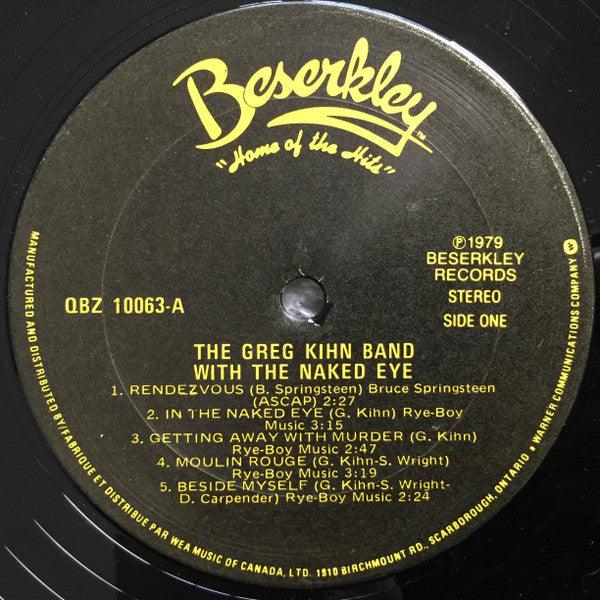 Beserkley™
"Home of the Hits"
QBZ 10063-A
℗1979
BESERKLEY
RECORDS
STEREO
SIDE ONE
THE GREG KIHN BAND
WITH THE NAKED EYE
1. RENDEZVOUS (B. Springsteen) Bruce Springsteen
(ASCAP) 2:27
2. IN THE NAKED EYE (G. Kihn) Rye-Boy
Music 3:15
3. GETTING AWAY WITH MURDER (G. Kihn)
Rye-Boy Music 2:47
4. MOULIN ROUGE (G. Kihn-S. Wright)
Rye-Boy Music 3:19
5. BESIDE MYSELF (G. Kihn-S. Wright-
D. Carpender) Rye-Boy Music 2:24
MANUFACTURED AND DISTRIBUTED BY/FABRIQUE ET DISTRIBUE PAR WEA MUSIC OF CANADA, LTD. 1810 BIRCHMOUNT RD., SCARBOROUGH, ONTARIO • A WARNER COMMUNICATIONS COMPANY